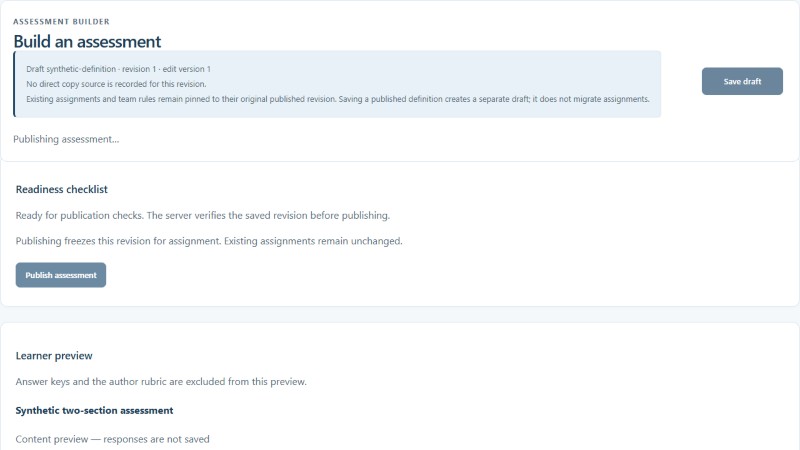 ASSESSMENT BUILDER
Build an assessment
Draft synthetic-definition · revision 1 · edit version 1
No direct copy source is recorded for this revision.
Existing assignments and team rules remain pinned to their original published revision. Saving a published definition creates a separate draft; it does not migrate assignments.
Save draft
Publishing assessment...
Readiness checklist
Ready for publication checks. The server verifies the saved revision before publishing.
Publishing freezes this revision for assignment. Existing assignments remain unchanged.
Publish assessment
Learner preview
Answer keys and the author rubric are excluded from this preview.
Synthetic two-section assessment
Content preview — responses are not saved